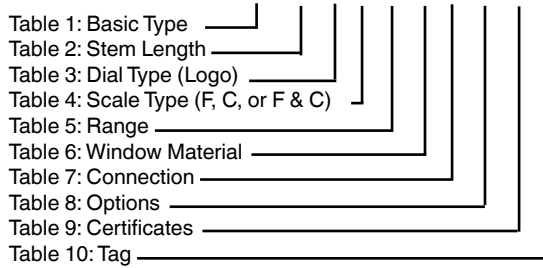 Table 1: Basic Type
Table 2: Stem Length
Table 3: Dial Type (Logo)
Table 4: Scale Type (F, C, or F & C)
Table 5: Range
Table 6: Window Material
Table 7: Connection
Table 8: Options
Table 9: Certificates
Table 10: Tag